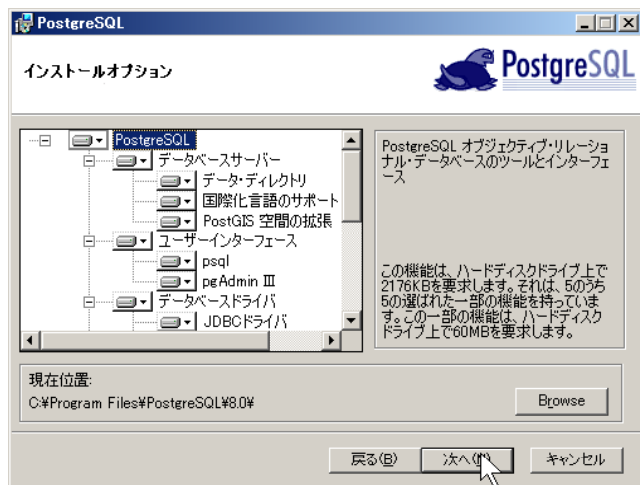 PostgreSQL
インストールオプション
PostgreSQL
PostgreSQL
データベースサーバー
データ・ディレクトリ
国際化言語のサポート
PostGIS 空間の拡張
ユーザーインターフェース
psql
pgAdmin III
データベースドライバ
JDBCドライバ
PostgreSQL オブジェクティブ・リレーショ
ナル・データベースのツールとインターフェ
ース
この機能は、ハードディスクドライブ上で
2176KBを要求します。それは、5のうち
5の選ばれた一部の機能を持っていま
す。この一部の機能は、ハードディスク
ドライブ上で60MBを要求します。
現在位置:
C:¥Program Files¥PostgreSQL¥8.0¥
Browse
戻る(B)
次へ(N)
キャンセル